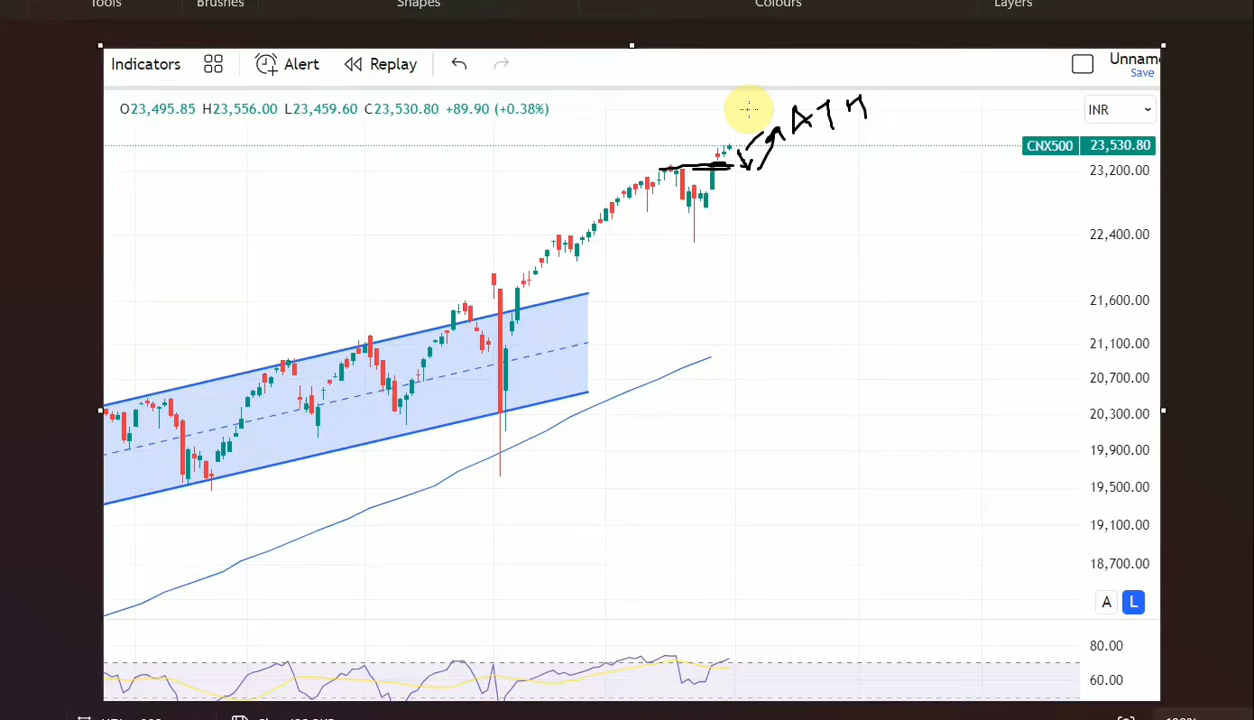 Tools Brushes Shapes Colours Layers
Indicators Alert Replay Unnam
Save
O23,495.85 H23,556.00 L23,459.60 C23,530.80 +89.90 (+0.38%)
INR
ATH
CNX500 23,530.80
23,200.00
22,400.00
21,600.00
21,100.00
20,700.00
20,300.00
19,900.00
19,500.00
19,100.00
18,700.00
A L
80.00
60.00